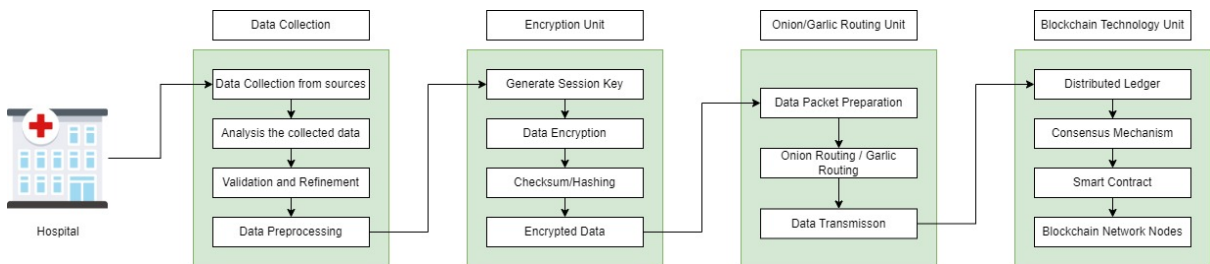 Data Collection
Encryption Unit
Onion/Garlic Routing Unit
Blockchain Technology Unit
Hospital
Data Collection from sources
Analysis the collected data
Validation and Refinement
Data Preprocessing
Generate Session Key
Data Encryption
Checksum/Hashing
Encrypted Data
Data Packet Preparation
Onion Routing / Garlic
Routing
Data Transmisson
Distributed Ledger
Consensus Mechanism
Smart Contract
Blockchain Network Nodes